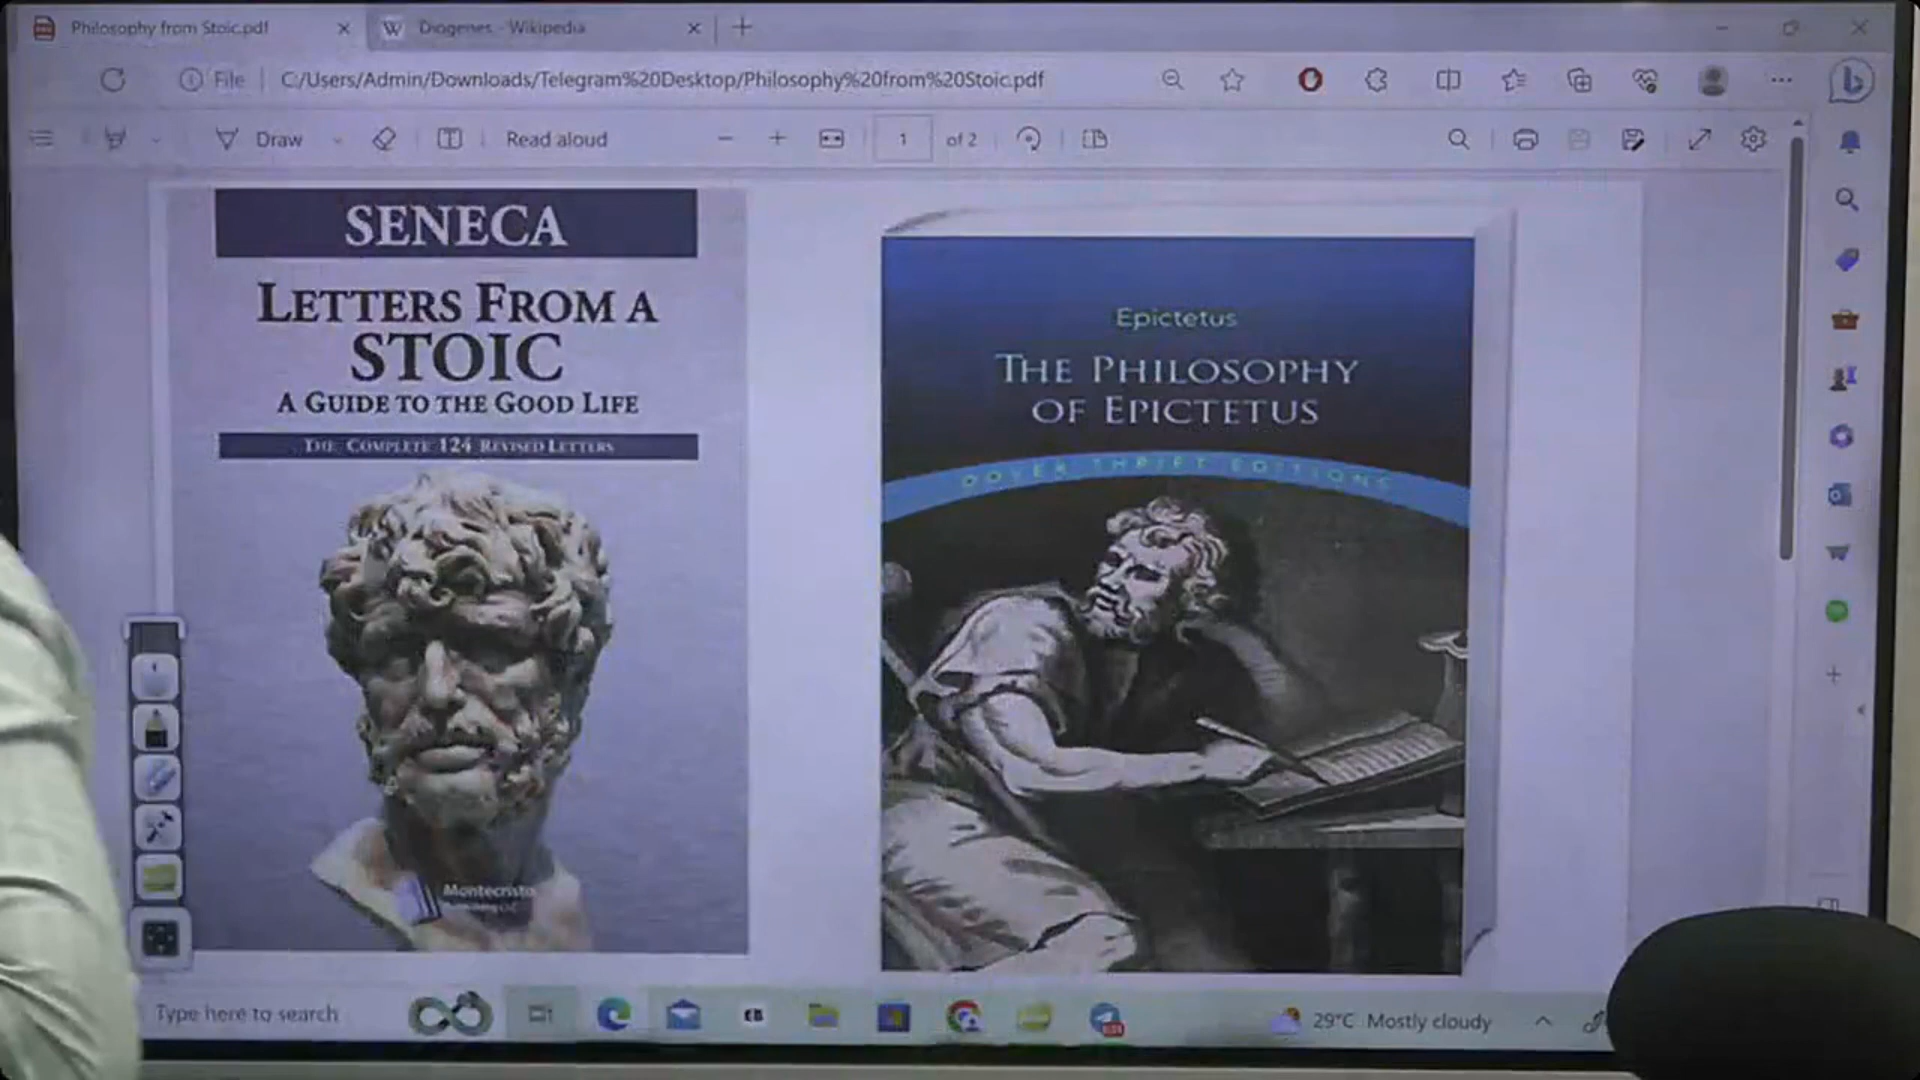 Philosophy from Stoic.pdf
Diogenes - Wikipedia
File
C:/Users/Admin/Downloads/Telegram%20Desktop/Philosophy%20from%20Stoic.pdf
Draw
Read aloud
1
of 2
SENECA
LETTERS FROM A
STOIC
A GUIDE TO THE GOOD LIFE
THE COMPLETE 124 REVISED LETTERS
Montecristo
Epictetus
THE PHILOSOPHY
OF EPICTETUS
DOVER THRIFT EDITIONS
Type here to search
29°C Mostly cloudy